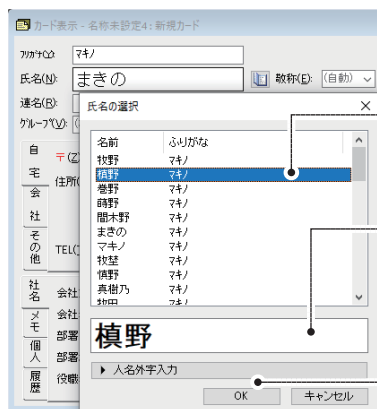 カード表示 - 名称未設定4 : 新規カード
ﾌﾘｶﾞﾅ(X): ﾏｷﾉ
氏名(N): まきの 敬称(E): (自動)
連名(R):
ｸﾞﾙｰﾌﾟ(V):
氏名の選択
名前 ふりがな
牧野 ﾏｷﾉ
槙野 ﾏｷﾉ
巻野 ﾏｷﾉ
蒔野 ﾏｷﾉ
間木野 ﾏｷﾉ
まきの ﾏｷﾉ
マキノ ﾏｷﾉ
牧埜 ﾏｷﾉ
慎野 ﾏｷﾉ
真樹乃 ﾏｷﾉ
牧田 ﾏｷﾉ
槙野
▶ 人名外字入力
OK キャンセル
自宅
会社
その他
〒(Z
住所(
TEL(
社名
メモ
個人
履歴
会社
会社
部署
部署
役職